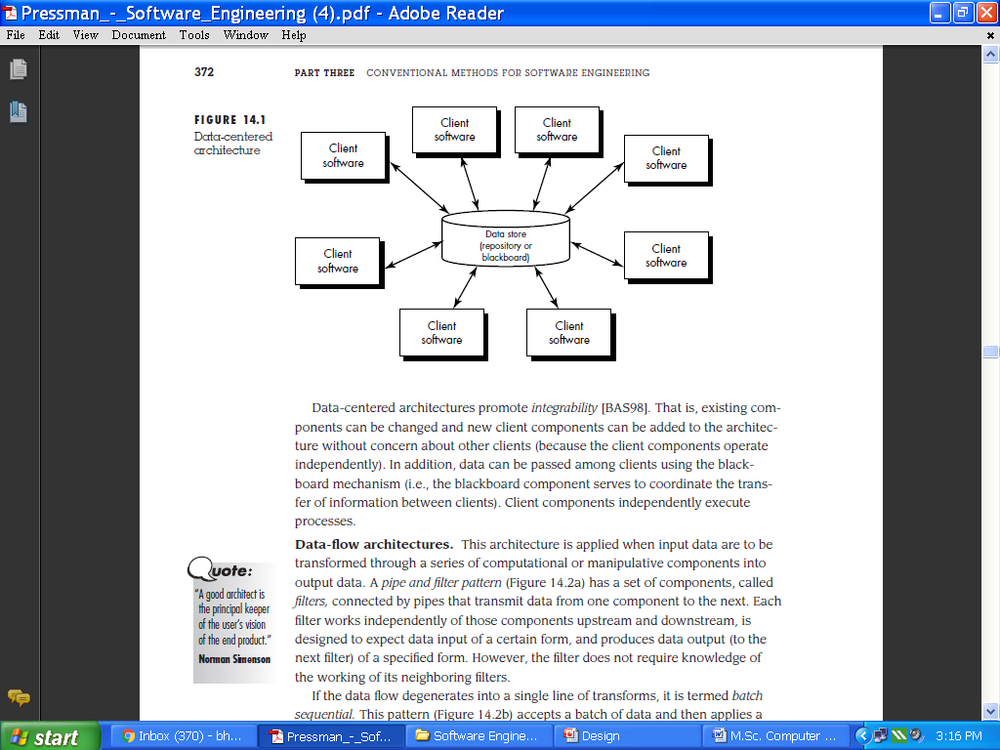 Pressman_-_Software_Engineering (4).pdf - Adobe Reader
File Edit View Document Tools Window Help
372 PART THREE CONVENTIONAL METHODS FOR SOFTWARE ENGINEERING
FIGURE 14.1
Data-centered
architecture
Client
software
Client
software
Client
software
Client
software
Data store
(repository or
blackboard)
Client
software
Client
software
Client
software
Client
software
Data-centered architectures promote integrability [BAS98]. That is, existing com-
ponents can be changed and new client components can be added to the architec-
ture without concern about other clients (because the client components operate
independently). In addition, data can be passed among clients using the black-
board mechanism (i.e., the blackboard component serves to coordinate the trans-
fer of information between clients). Client components independently execute
processes.
Data-flow architectures. This architecture is applied when input data are to be
transformed through a series of computational or manipulative components into
output data. A pipe and filter pattern (Figure 14.2a) has a set of components, called
filters, connected by pipes that transmit data from one component to the next. Each
filter works independently of those components upstream and downstream, is
designed to expect data input of a certain form, and produces data output (to the
next filter) of a specified form. However, the filter does not require knowledge of
the working of its neighboring filters.
If the data flow degenerates into a single line of transforms, it is termed batch
sequential. This pattern (Figure 14.2b) accepts a batch of data and then applies a
Quote:
"A good architect is
the principal keeper
of the user's vision
of the end product."
Norman Simenson
start Inbox (370) - bh... Pressman_-_Sof... Software Engine... Design M.Sc. Computer ... 3:16 PM